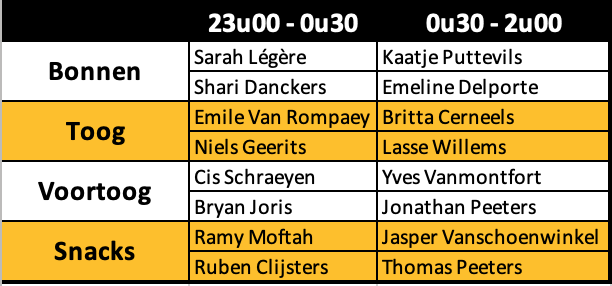 23u00 - 0u30 0u30 - 2u00
Bonnen
Sarah Légère Kaatje Puttevils
Shari Danckers Emeline Delporte
Toog
Emile Van Rompaey Britta Cerneels
Niels Geerits Lasse Willems
Voortoog
Cis Schraeyen Yves Vanmontfort
Bryan Joris Jonathan Peeters
Snacks
Ramy Moftah Jasper Vanschoenwinkel
Ruben Clijsters Thomas Peeters